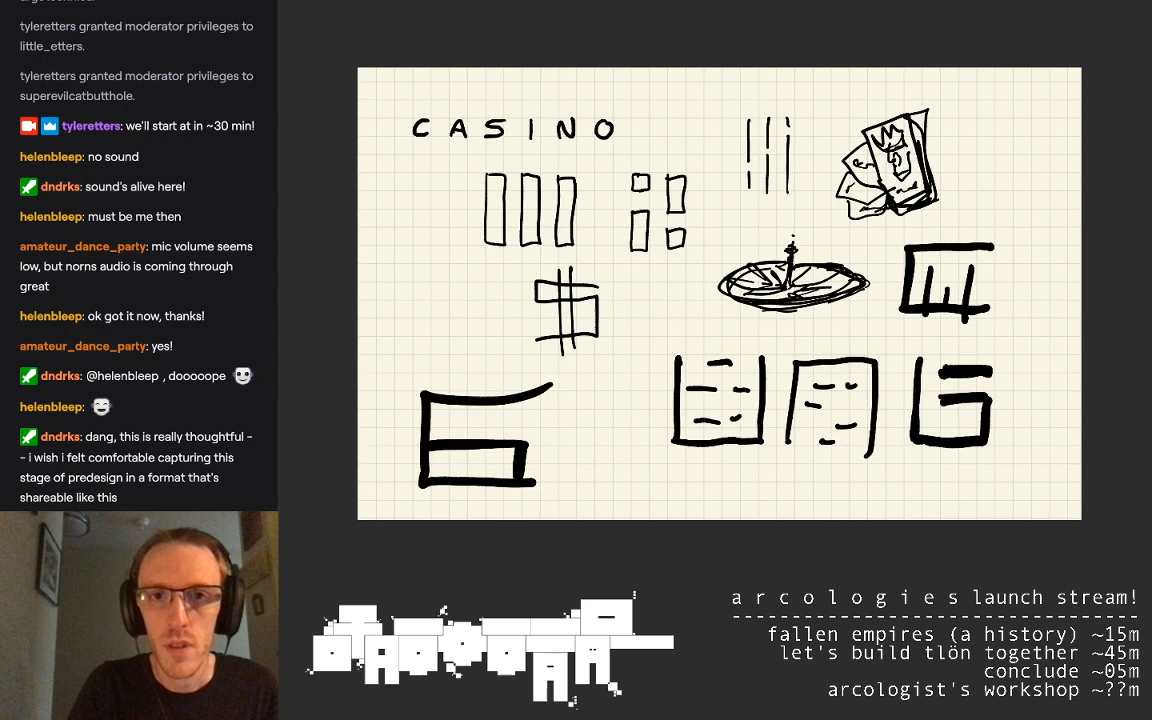 tyleretters granted moderator privileges to
little_etters.
tyleretters granted moderator privileges to
superevilcatbutthole.
tyleretters: we'll start at in ~30 min!
helenbleep: no sound
dndrks: sound's alive here!
helenbleep: must be me then
amateur_dance_party: mic volume seems
low, but norns audio is coming through
great
helenbleep: ok got it now, thanks!
amateur_dance_party: yes!
dndrks: @helenbleep , dooooope
helenbleep:
dndrks: dang, this is really thoughtful –
– i wish i felt comfortable capturing this
stage of predesign in a format that's
shareable like this
CASINO
$
a r c o l o g i e s launch stream!
--------------------------------
fallen empires (a history) ~15m
let's build tlön together ~45m
conclude ~05m
arcologist's workshop ~??m